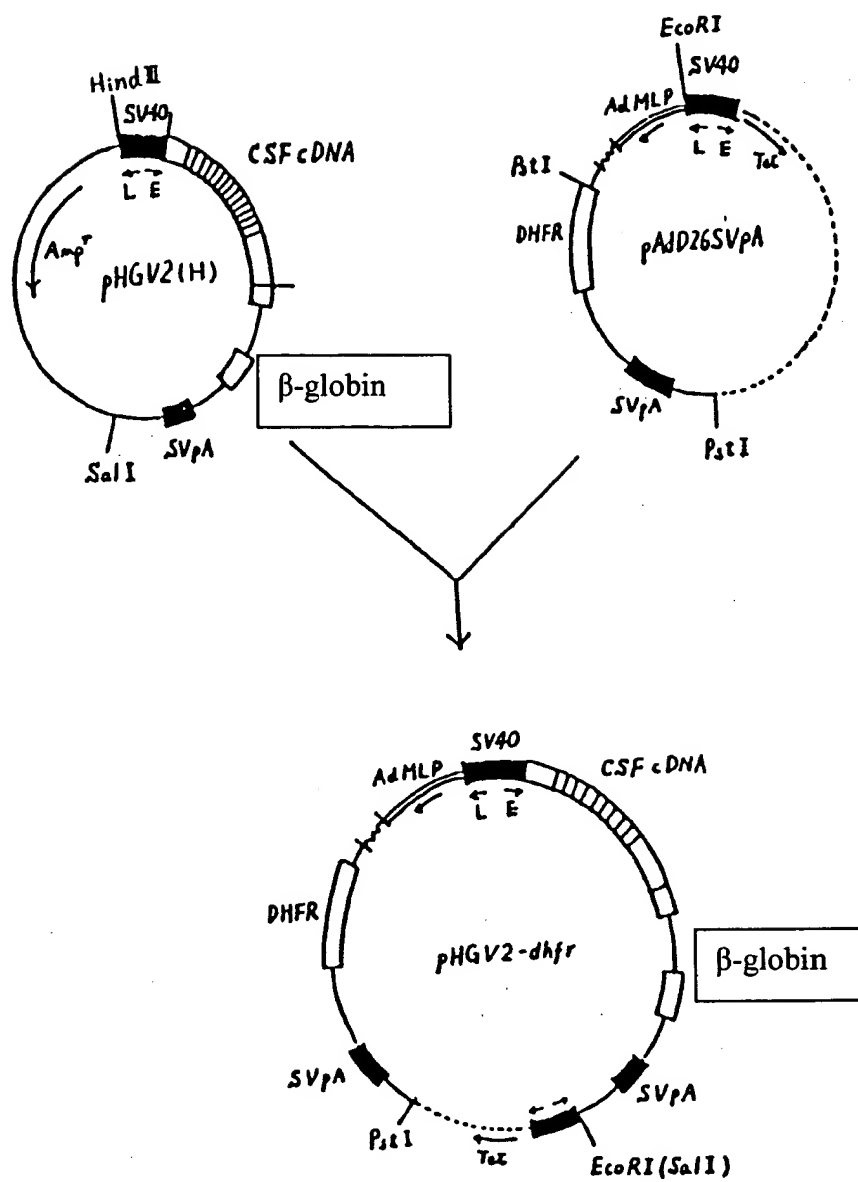 HindIII
SV40
CSF cDNA
L E
Ampr
pHGV2(H)
β-globin
SVpA
SalI
EcoRI
SV40
AdMLP
L E
Tet
PstI
DHFR
pAdD26SVpA
SVpA
PstI
SV40
AdMLP
CSF cDNA
L E
DHFR
pHGV2-dhfr
β-globin
SVpA
SVpA
PstI
Tet
EcoRI(SalI)